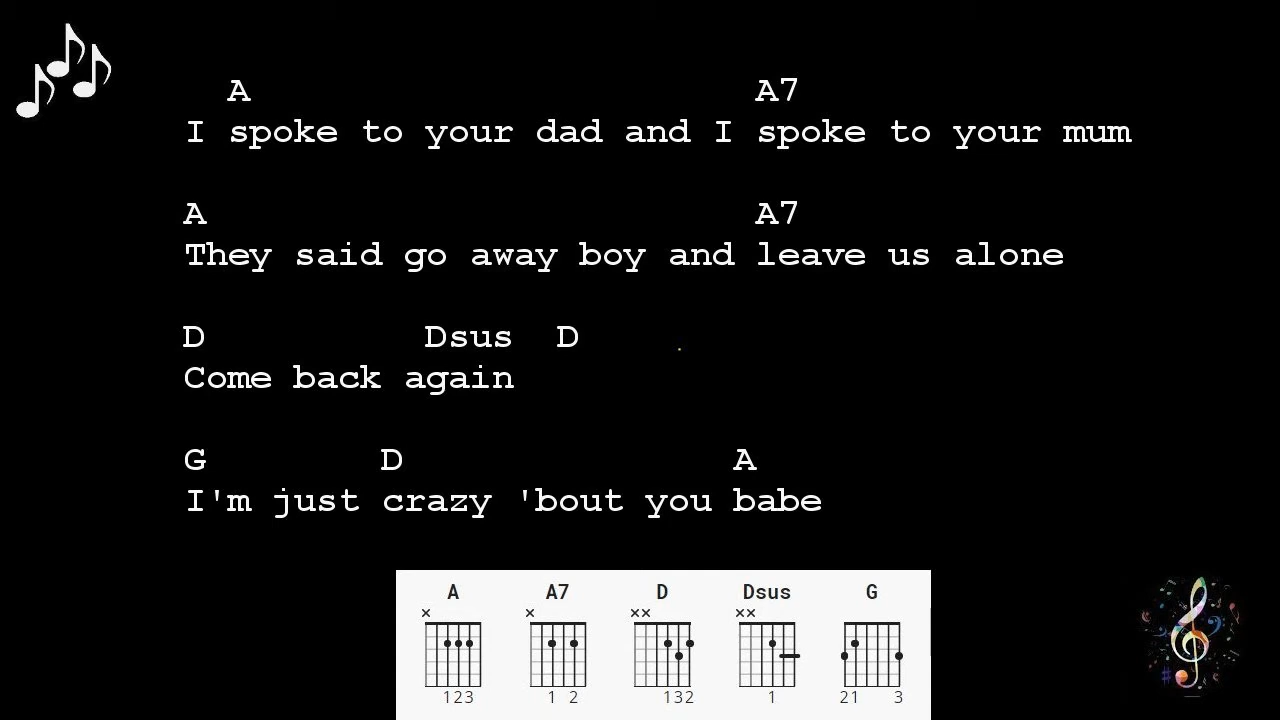 A A7
I spoke to your dad and I spoke to your mum
A A7
They said go away boy and leave us alone
D Dsus D
Come back again
G D A
I'm just crazy 'bout you babe
A A7 D Dsus G
× × ×× ××
123 1 2 132 1 21 3